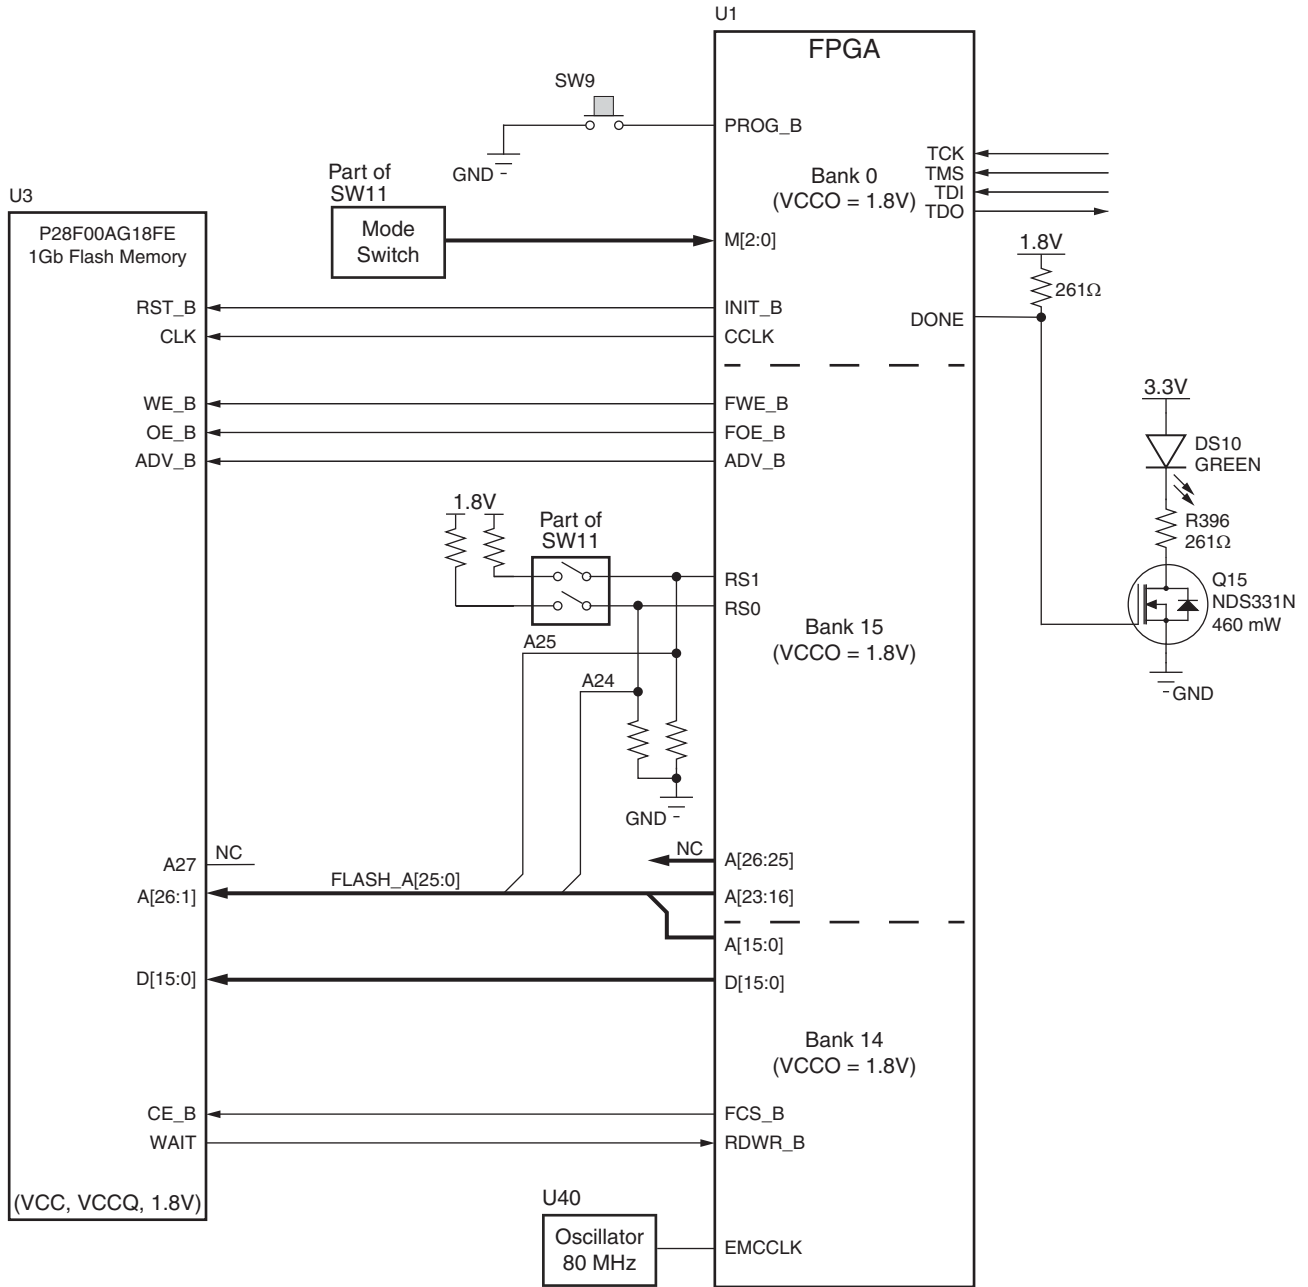 U1
FPGA
SW9
PROG_B
GND
Bank 0
(VCCO = 1.8V)
TCK
TMS
TDI
TDO
Part of
SW11
Mode
Switch
M[2:0]
U3
P28F00AG18FE
1Gb Flash Memory
1.8V
261Ω
RST_B
INIT_B
DONE
CLK
CCLK
WE_B
FWE_B
OE_B
FOE_B
ADV_B
ADV_B
3.3V
DS10
GREEN
R396
261Ω
Q15
NDS331N
460 mW
GND
1.8V
Part of
SW11
RS1
RS0
A25
A24
Bank 15
(VCCO = 1.8V)
GND
A27
NC
NC
A[26:25]
A[26:1]
FLASH_A[25:0]
A[23:16]
A[15:0]
D[15:0]
D[15:0]
Bank 14
(VCCO = 1.8V)
CE_B
FCS_B
WAIT
RDWR_B
(VCC, VCCQ, 1.8V)
U40
Oscillator
80 MHz
EMCCLK